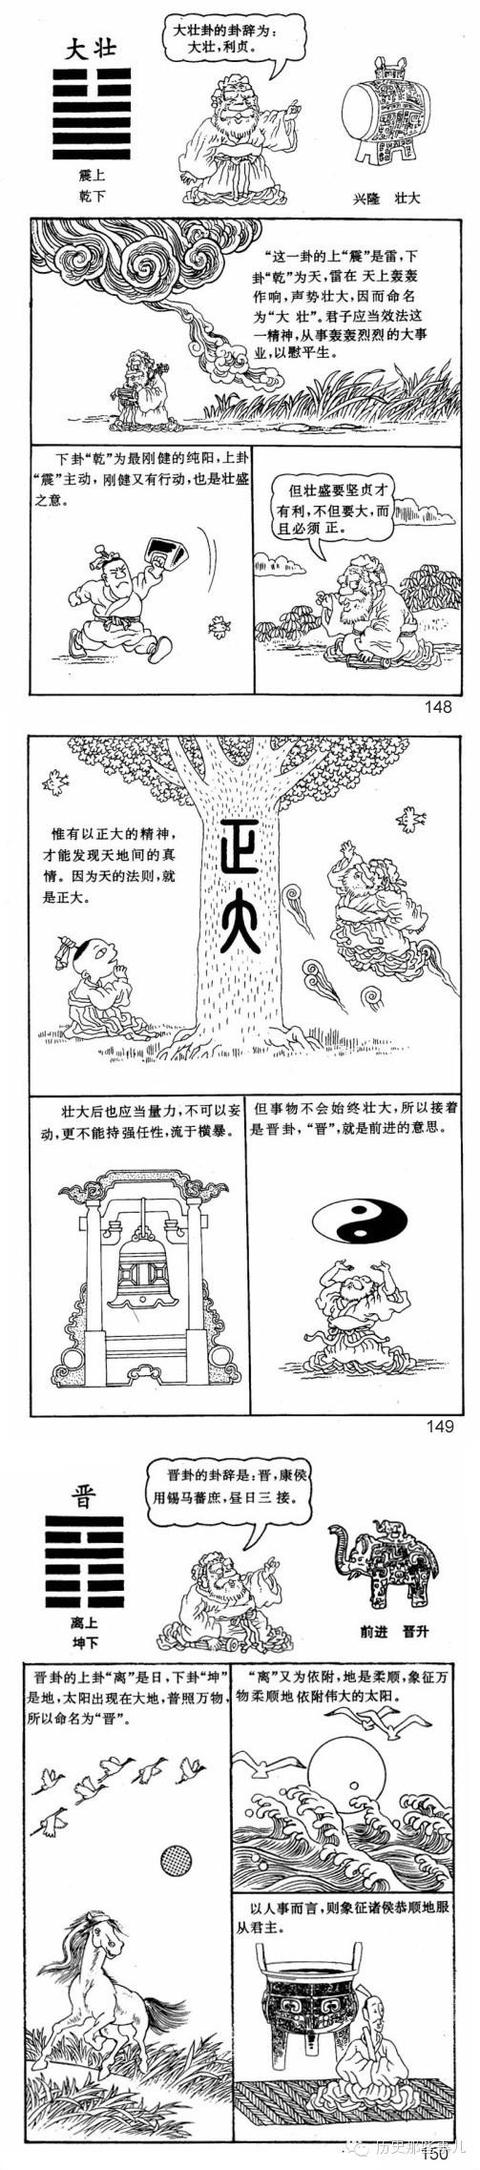 大壮
震上
乾下
大壮卦的卦辞为：
大壮，利贞。
兴隆 壮大
“这一卦的上“震”是雷，下
卦“乾”为天，雷在天上轰轰
作响，声势壮大，因而命名
为“大壮”。君子应当效法这
一精神，从事轰轰烈烈的大事
业，以慰平生。
下卦“乾”为最刚健的纯阳，上卦
“震”主动，刚健又有行动，也是壮盛
之意。
但壮盛要坚贞才
有利，不但要大，而
且必须正。
148
惟有以正大的精神，
才能发现天地间的真
情。因为天的法则，就
是正大。
正
大
壮大后也应当量力，不可以妄
动，更不能持强任性，流于横暴。
但事物不会始终壮大，所以接着
是晋卦，“晋”，就是前进的意思。
149
晋
离上
坤下
晋卦的卦辞是：晋，康侯
用锡马蕃庶，昼日三接。
前进 晋升
晋卦的上卦“离”是日，下卦“坤”
是地，太阳出现在大地，普照万物，
所以命名为“晋”。
“离”又为依附，地是柔顺，象征万
物柔顺地依附伟大的太阳。
以人事而言，则象征诸侯恭顺地服
从君主。
150